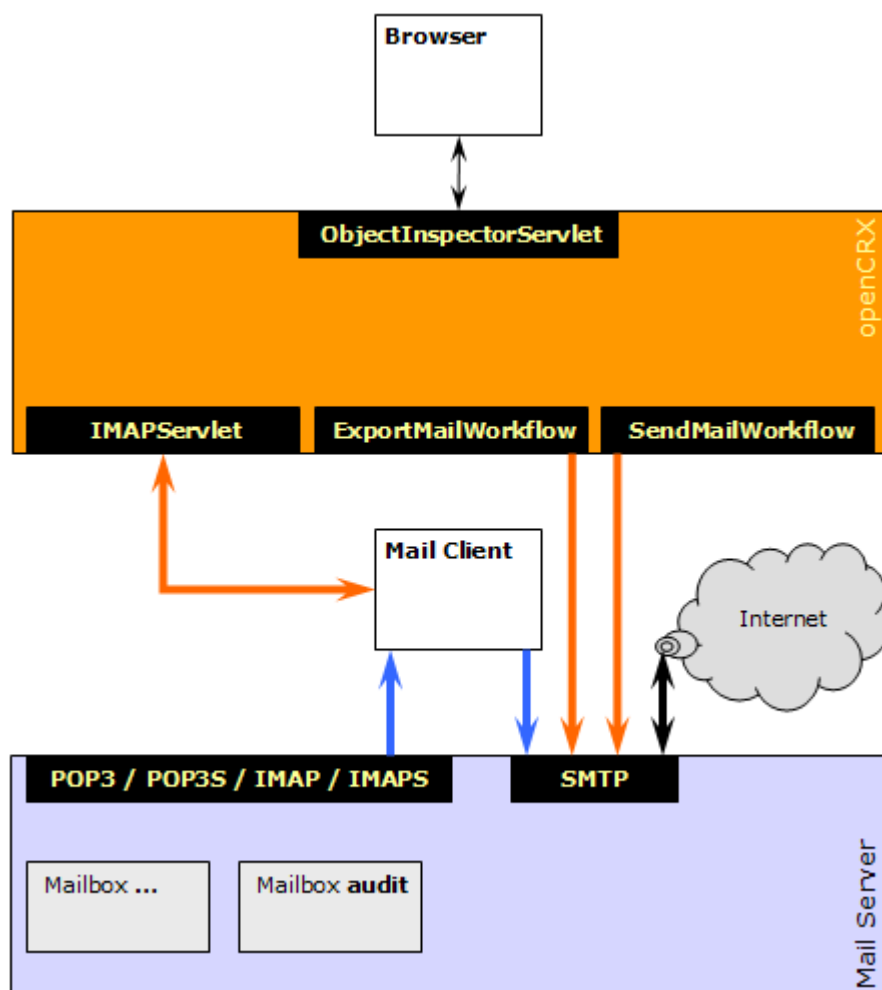 Browser
ObjectInspectorServlet
openCRX
IMAPServlet
ExportMailWorkflow
SendMailWorkflow
Mail Client
Internet
POP3 / POP3S / IMAP / IMAPS
SMTP
Mailbox ...
Mailbox audit
Mail Server